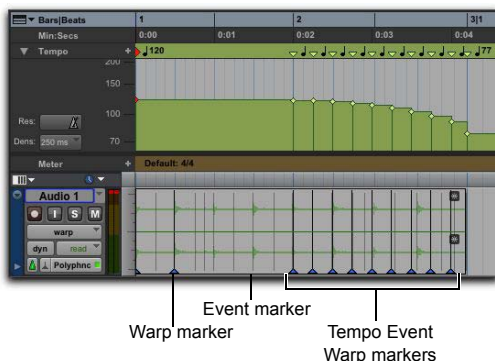 Bars|Beats 1 2 3|1
Min:Secs 0:00 0:01 0:02 0:03 0:04
Tempo + 120 77
200
150
Res: 100
Dens: 250 ms 70
Meter + Default: 4/4
Audio 1
I S M
warp
dyn read
Polyphnc
Event marker
Warp marker
Tempo Event
Warp markers